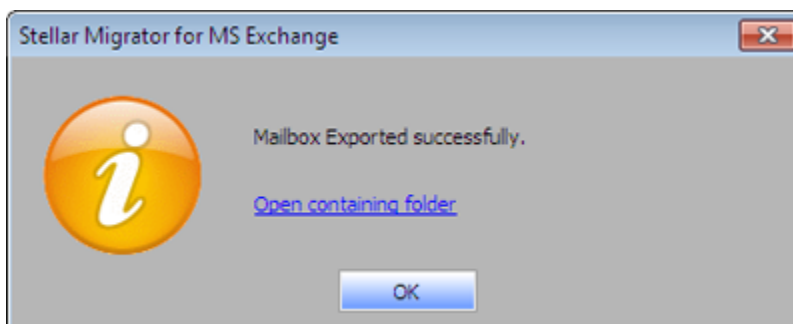 Stellar Migrator for MS Exchange
Mailbox Exported successfully.
Open containing folder
OK